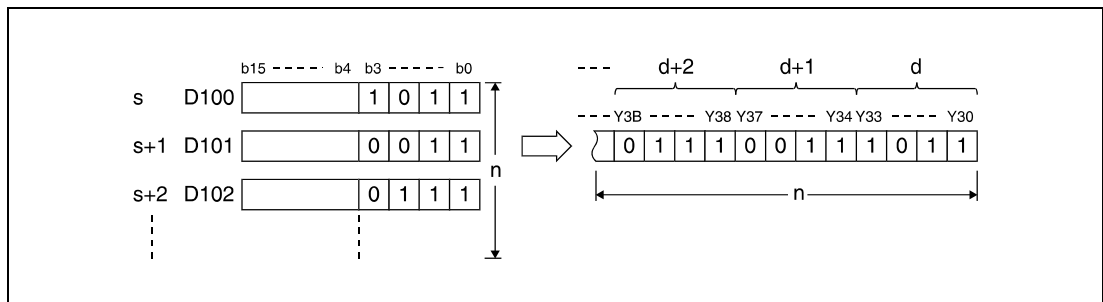 b15 ------ b4 b3 ------- b0
s D100 1 0 1 1
s+1 D101 0 0 1 1
s+2 D102 0 1 1 1
n
---- d+2 d+1 d
----- Y3B ---- Y38 Y37 ---- Y34 Y33 ---- Y30
0 1 1 1 0 0 1 1 1 0 1 1
n